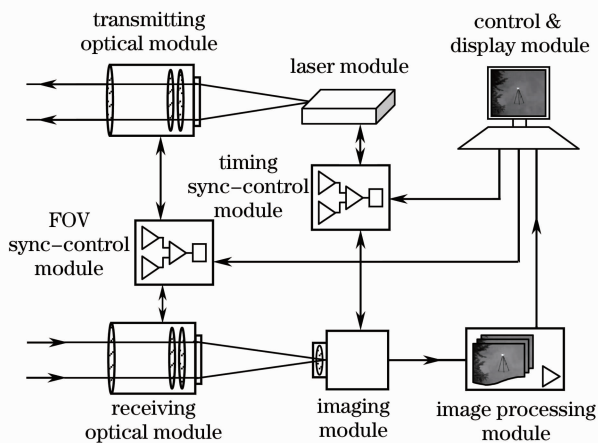 transmitting
optical module
control &
display module
laser module
timing
sync-control
module
FOV
sync-control
module
receiving
optical module
imaging
module
image processing
module